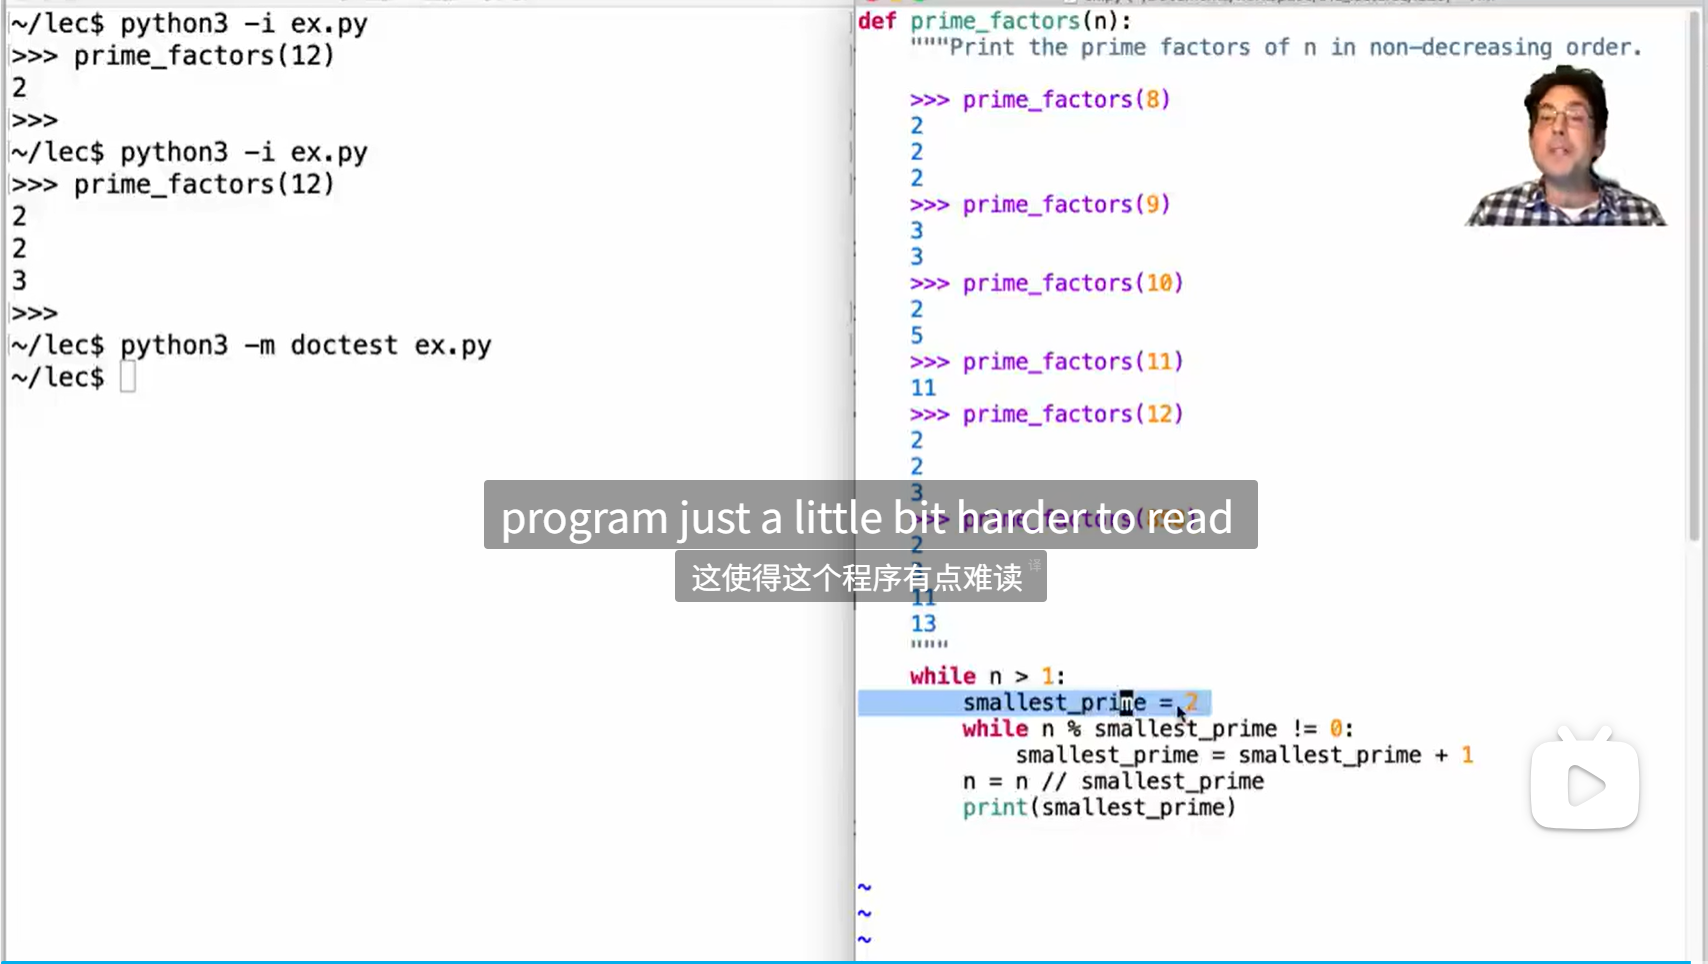 ~/lec$ python3 -i ex.py
>>> prime_factors(12)
2
>>>
~/lec$ python3 -i ex.py
>>> prime_factors(12)
2
2
3
>>>
~/lec$ python3 -m doctest ex.py
~/lec$
def prime_factors(n):
"""Print the prime factors of n in non-decreasing order.
>>> prime_factors(8)
2
2
2
>>> prime_factors(9)
3
3
>>> prime_factors(10)
2
5
>>> prime_factors(11)
11
>>> prime_factors(12)
2
2
3
>>> prime_factors(
2
11
13
"""
while n > 1:
smallest_prime = 2
while n % smallest_prime != 0:
smallest_prime = smallest_prime + 1
n = n // smallest_prime
print(smallest_prime)
~
~
~
program just a little bit harder to read
这使得这个程序有点难读
译